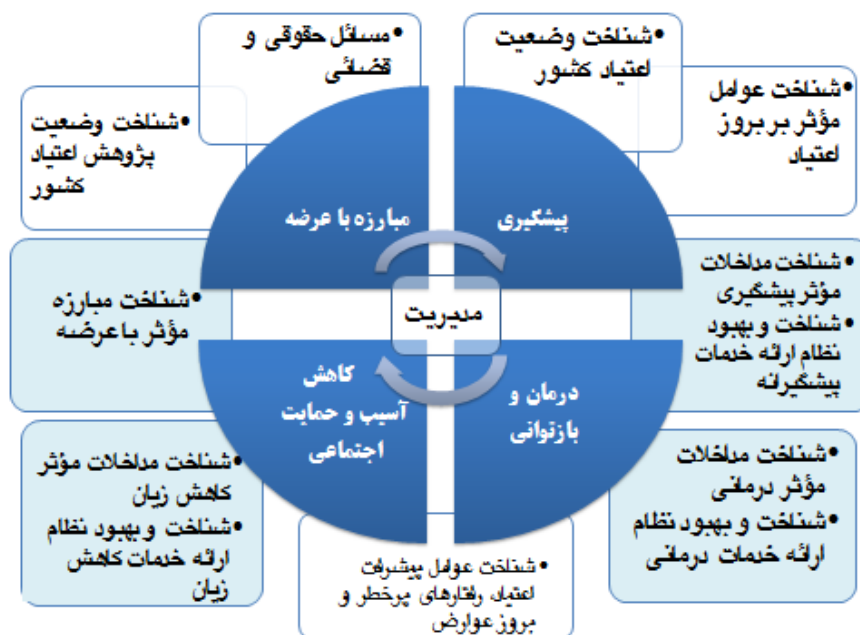 •شناخت وضعیت
اعتیاد کشور
•شناخت عوامل
مؤثر بر بروز
اعتیاد
•شناخت مداخلات
مؤثر پیشگیری
•شناخت و بهبود
نظام ارائه خدمات
پیشگیرانه
•شناخت مداخلات
مؤثر درمانی
•شناخت و بهبود نظام
ارائه خدمات درمانی
•شناخت عوامل پیشرفت
اعتیاد، رفتارهای پرخطر و
بروز عوارض
•شناخت مداخلات مؤثر
کاهش زیان
•شناخت و بهبود نظام
ارائه خدمات کاهش
زیان
•شناخت مبارزه
مؤثر با عرضه
•شناخت وضعیت
پژوهش اعتیاد
کشور
•مسائل حقوقی و
قضائی
پیشگیری
درمان و
بازتوانی
کاهش
آسیب و حمایت
اجتماعی
مبارزه با عرضه
مدیریت